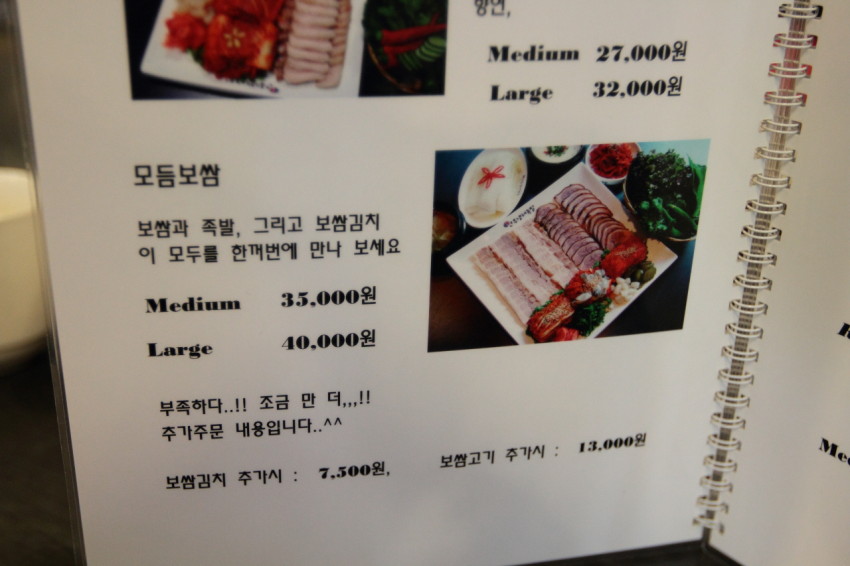 향연,
Medium 27,000원
Large 32,000원
모듬보쌈
보쌈과 족발, 그리고 보쌈김치
이 모두를 한꺼번에 만나 보세요
Medium 35,000원
Large 40,000원
부족하다..!! 조금 만 더,,,!!
추가주문 내용입니다..^^
보쌈김치 추가시 : 7,500원,
보쌈고기 추가시 : 13,000원